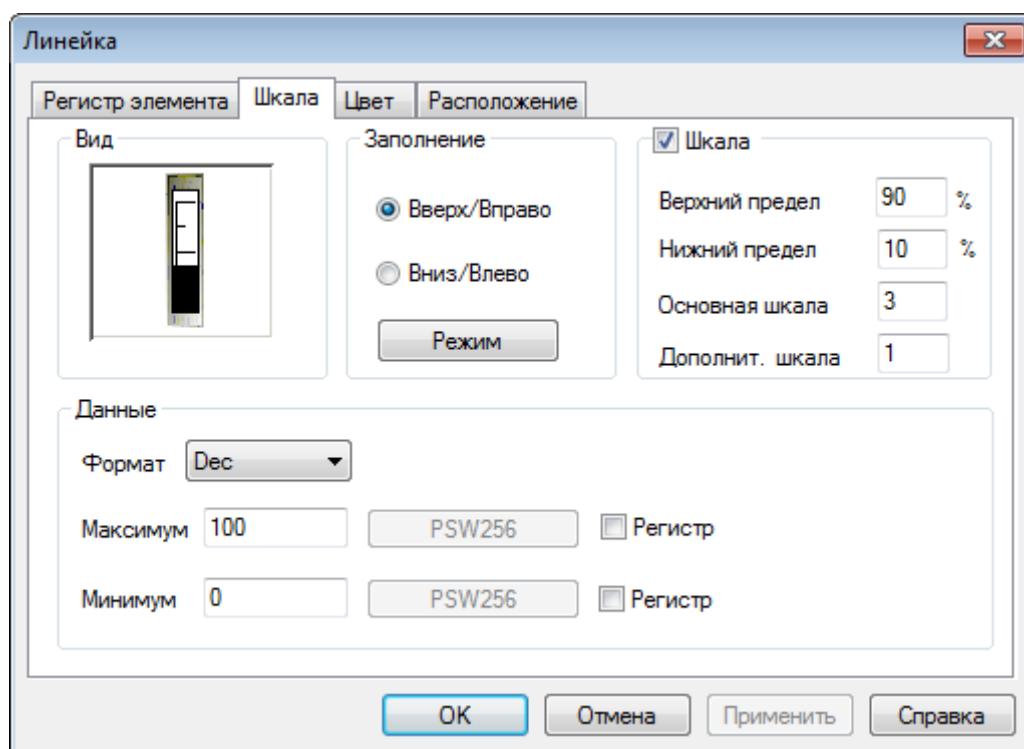 Линейка
Регистр элемента Шкала Цвет Расположение
Вид
Заполнение
Вверх/Вправо
Вниз/Влево
Режим
Шкала
Верхний предел 90 %
Нижний предел 10 %
Основная шкала 3
Дополнит. шкала 1
Данные
Формат Dec
Максимум 100 PSW256 Регистр
Минимум 0 PSW256 Регистр
OK Отмена Применить Справка